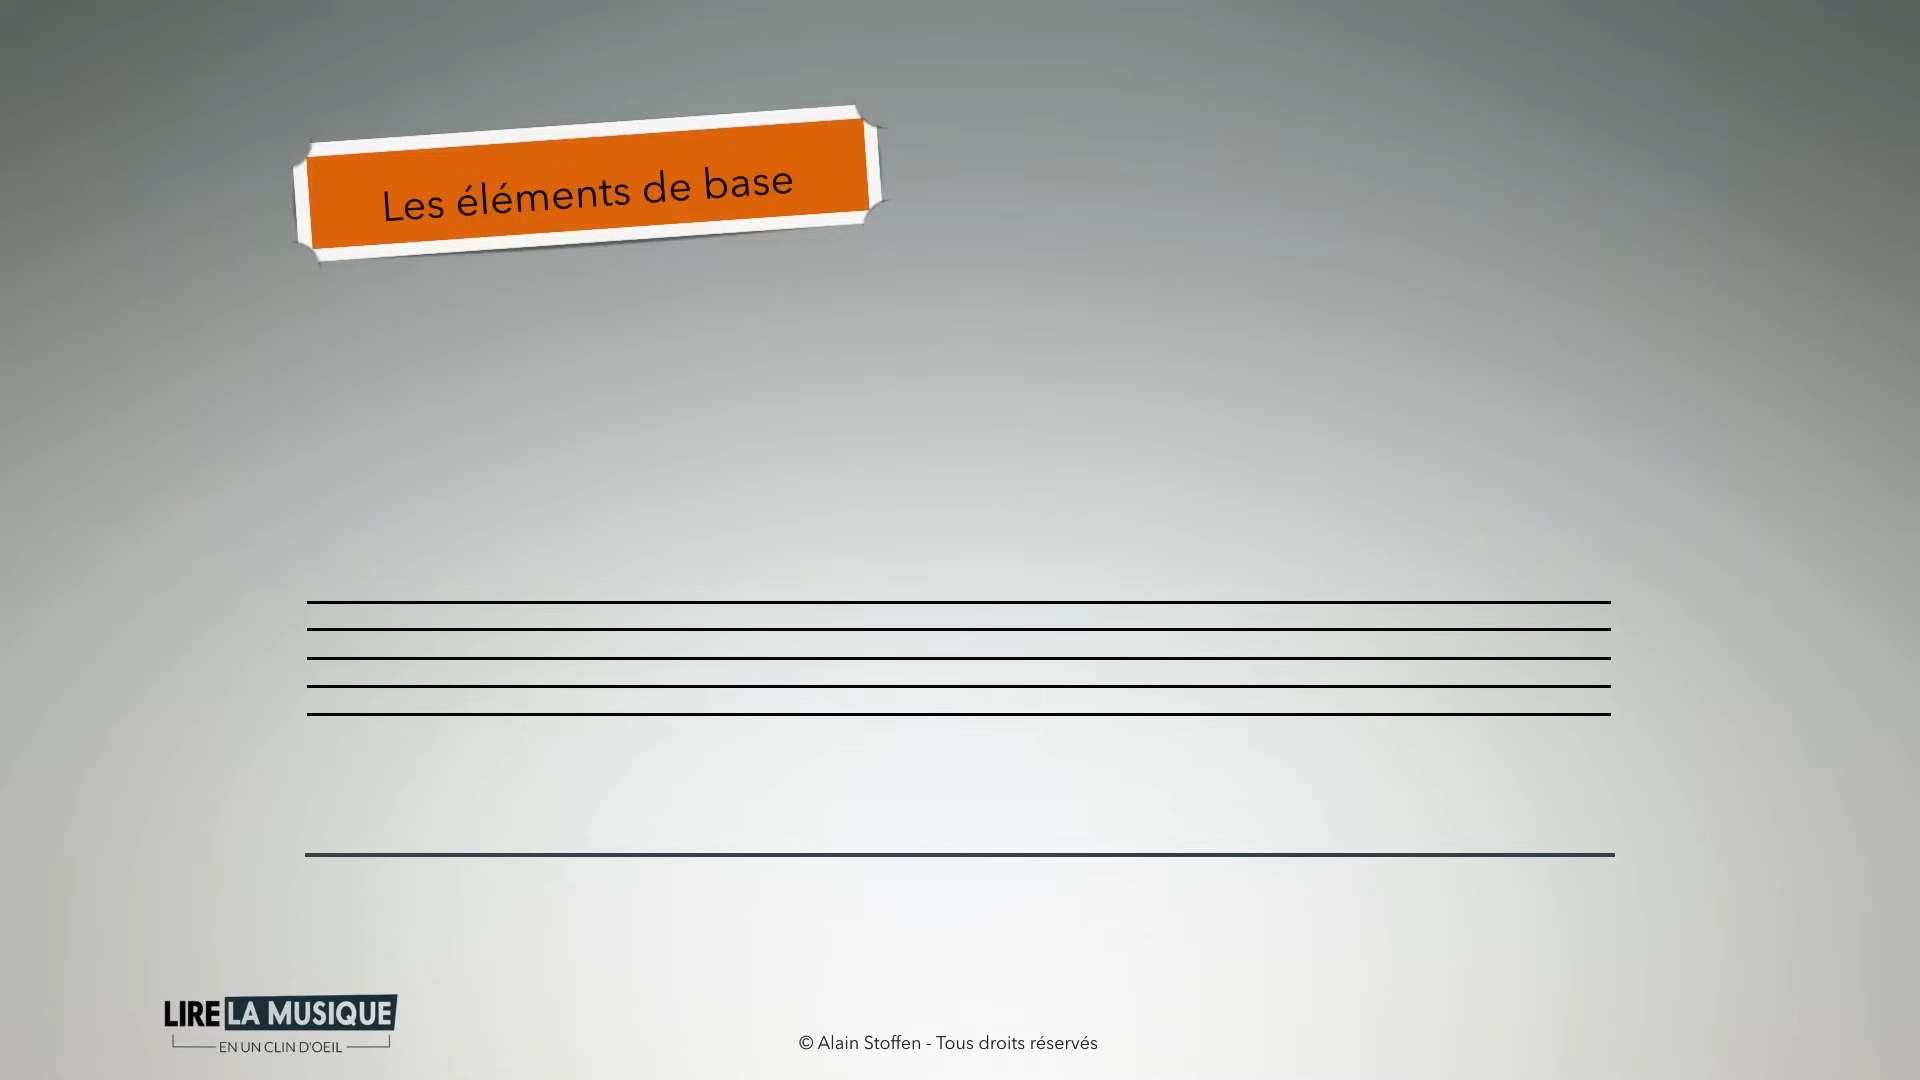 Les éléments de base
LIRE LA MUSIQUE
EN UN CLIN D'OEIL
© Alain Stoffen - Tous droits réservés